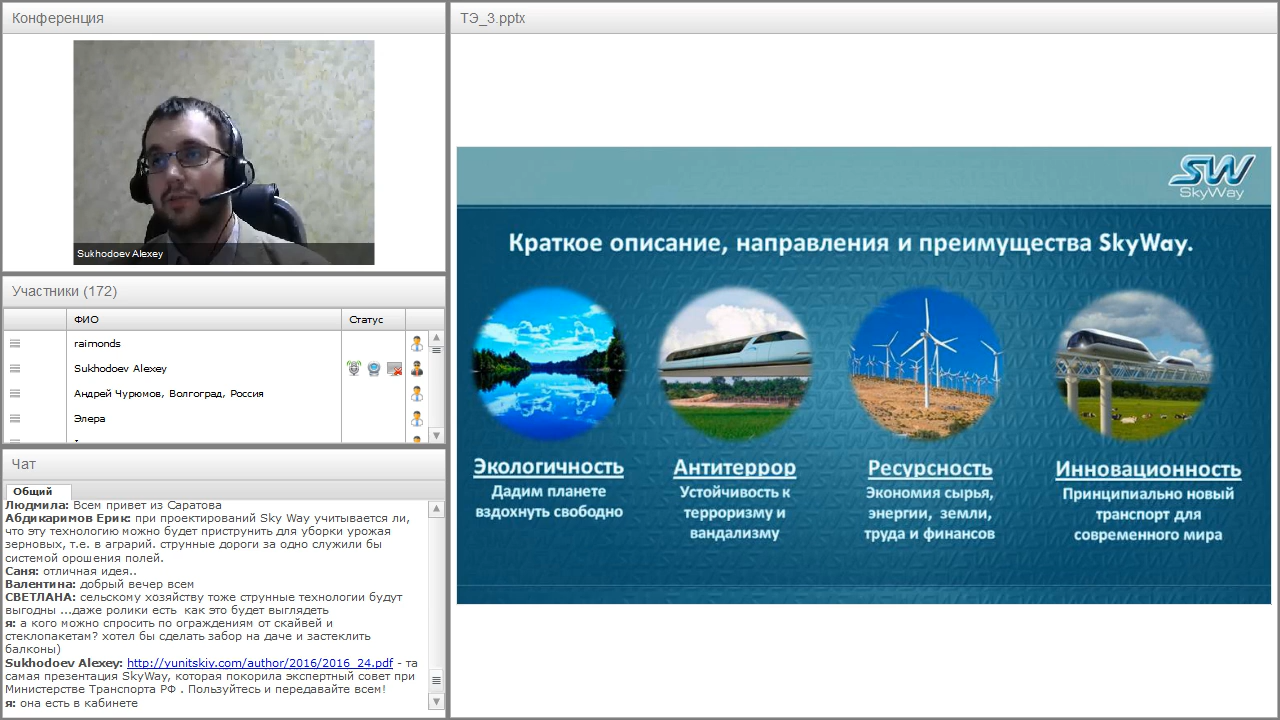 Конференция
Sukhodoev Alexey
Участники (172)
ФИО
Статус
raimonds
Sukhodoev Alexey
Андрей Чурюмов, Волгоград, Россия
Элера
Чат
Общий
Людмила: Всем привет из Саратова
Абдикаримов Ерик: при проектирований Sky Way учитывается ли,
что эту технологию можно будет приструнить для уборки урожая
зерновых, т.е. в аграрий. струнные дороги за одно служили бы
системой орошения полей.
Саня: отличная идея..
Валентина: добрый вечер всем
СВЕТЛАНА: сельскому хозяйству тоже струнные технологии будут
выгодны ...даже ролики есть как это будет выглядеть
я: а кого можно спросить по ограждениям от скайвей и
стеклопакетам? хотел бы сделать забор на даче и застеклить
балконы)
Sukhodoev Alexey: http://yunitskiy.com/author/2016/2016_24.pdf - та
самая презентация SkyWay, которая покорила экспертный совет при
Министерстве Транспорта РФ . Пользуйтесь и передавайте всем!
я: она есть в кабинете
ТЭ_3.pptx
SW
SkyWay
Краткое описание, направления и преимущества SkyWay.
Экологичность
Дадим планете
вздохнуть свободно
Антитеррор
Устойчивость к
терроризму и
вандализму
Ресурсность
Экономия сырья,
энергии, земли,
труда и финансов
Инновационность
Принципиально новый
транспорт для
современного мира